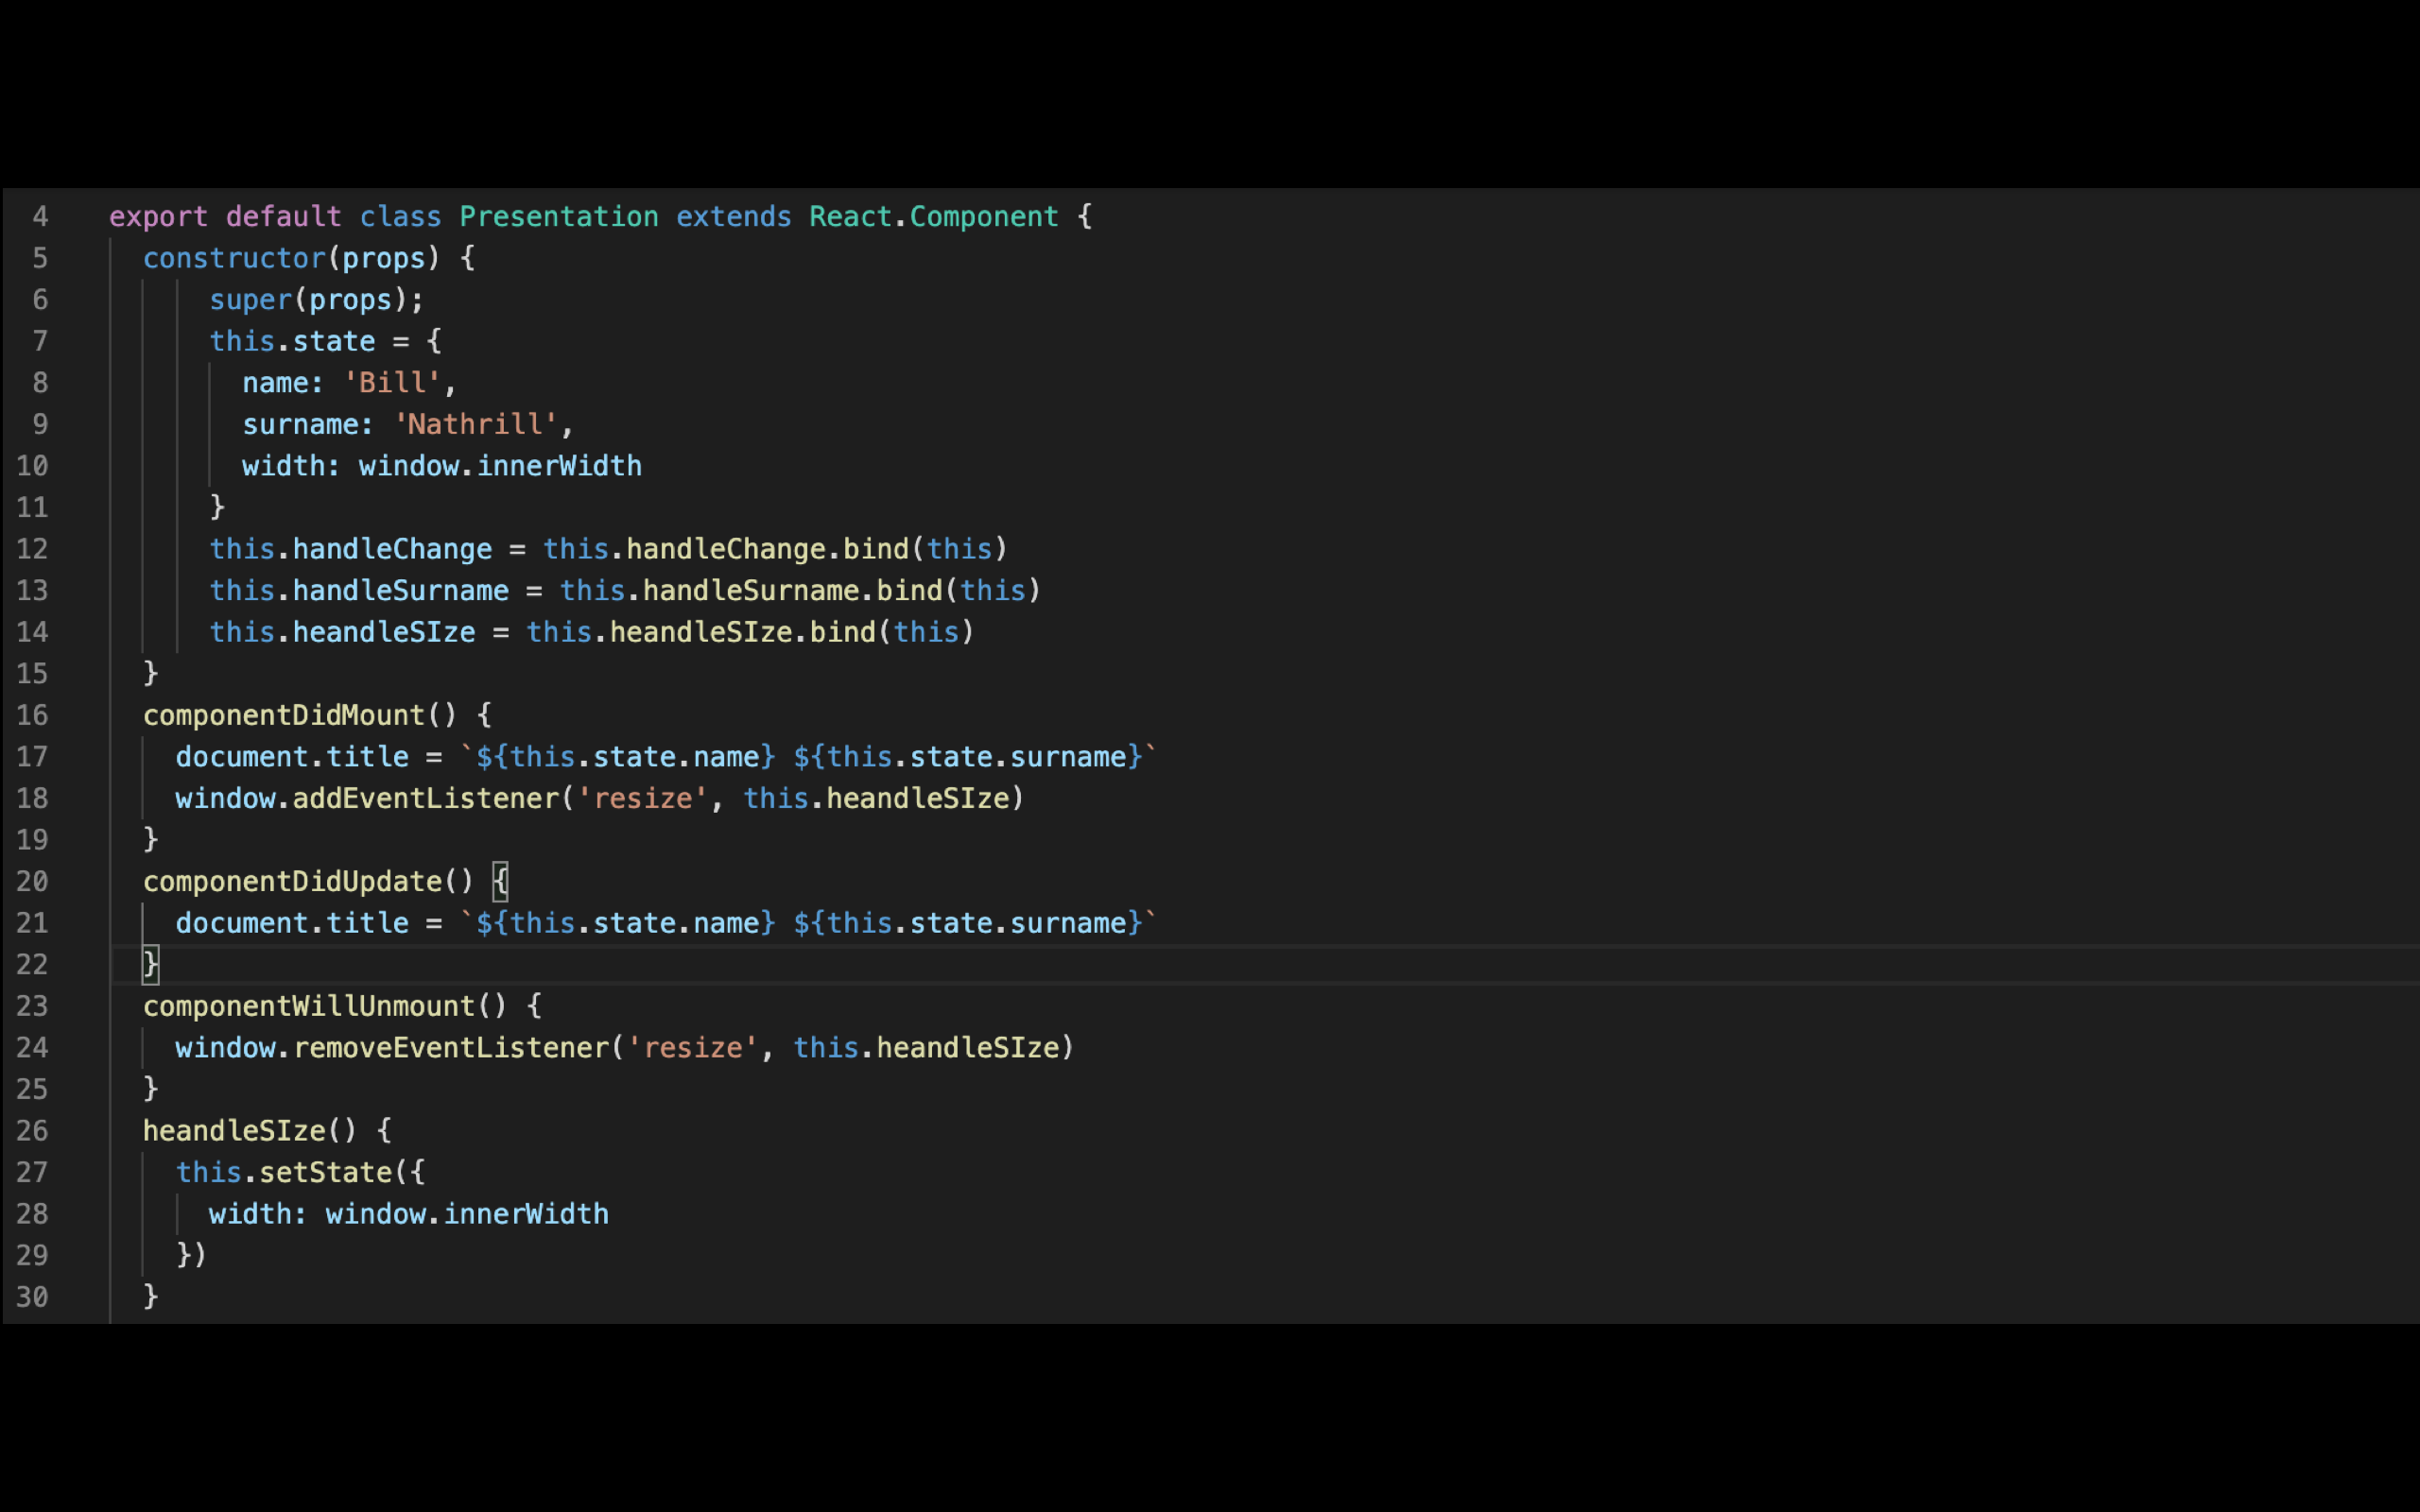 4 export default class Presentation extends React.Component {
5 constructor(props) {
6 super(props);
7 this.state = {
8 name: 'Bill',
9 surname: 'Nathrill',
10 width: window.innerWidth
11 }
12 this.handleChange = this.handleChange.bind(this)
13 this.handleSurname = this.handleSurname.bind(this)
14 this.heandleSIze = this.heandleSIze.bind(this)
15 }
16 componentDidMount() {
17 document.title = `${this.state.name} ${this.state.surname}`
18 window.addEventListener('resize', this.heandleSIze)
19 }
20 componentDidUpdate() {
21 document.title = `${this.state.name} ${this.state.surname}`
22 }
23 componentWillUnmount() {
24 window.removeEventListener('resize', this.heandleSIze)
25 }
26 heandleSIze() {
27 this.setState({
28 width: window.innerWidth
29 })
30 }